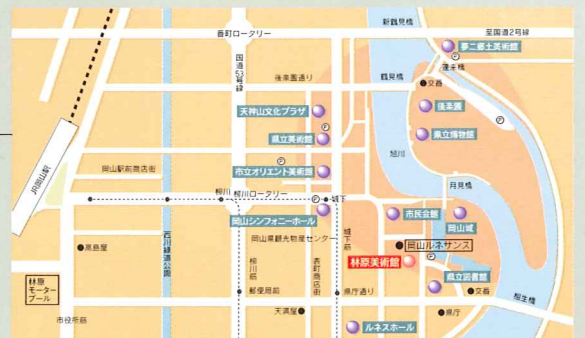 新鶴見橋
番町ロータリー
至国道2号線
夢二郷土美術館
P
蓬莱橋
国道53号線
後楽園通り
鶴見橋
交番
後楽園
天神山文化プラザ
P
P
県立美術館
県立博物館
旭川
JR岡山駅
岡山駅前商店街
P
市立オリエント美術館
月見橋
柳川
柳川ロータリー
P
城下
岡山シンフォニーホール
市民会館
岡山城
岡山県観光物産センター
城下筋
岡山ルネサンス
高島屋
西川緑道公園
P
林原美術館
柳川筋
表町商店街
県立図書館
林原
モーター
プール
郵便局前
県庁通り
交番
相生橋
市役所筋
天満屋
県庁
ルネスホール